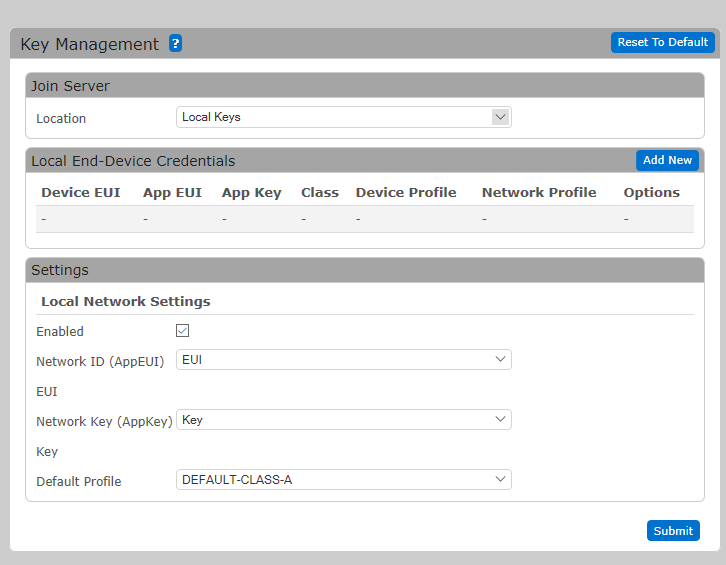 Key Management ? Reset To Default
Join Server
Location Local Keys
Local End-Device Credentials Add New
Device EUI App EUI App Key Class Device Profile Network Profile Options
- - - - - - -
Settings
Local Network Settings
Enabled
Network ID (AppEUI) EUI
EUI
Network Key (AppKey) Key
Key
Default Profile DEFAULT-CLASS-A
Submit